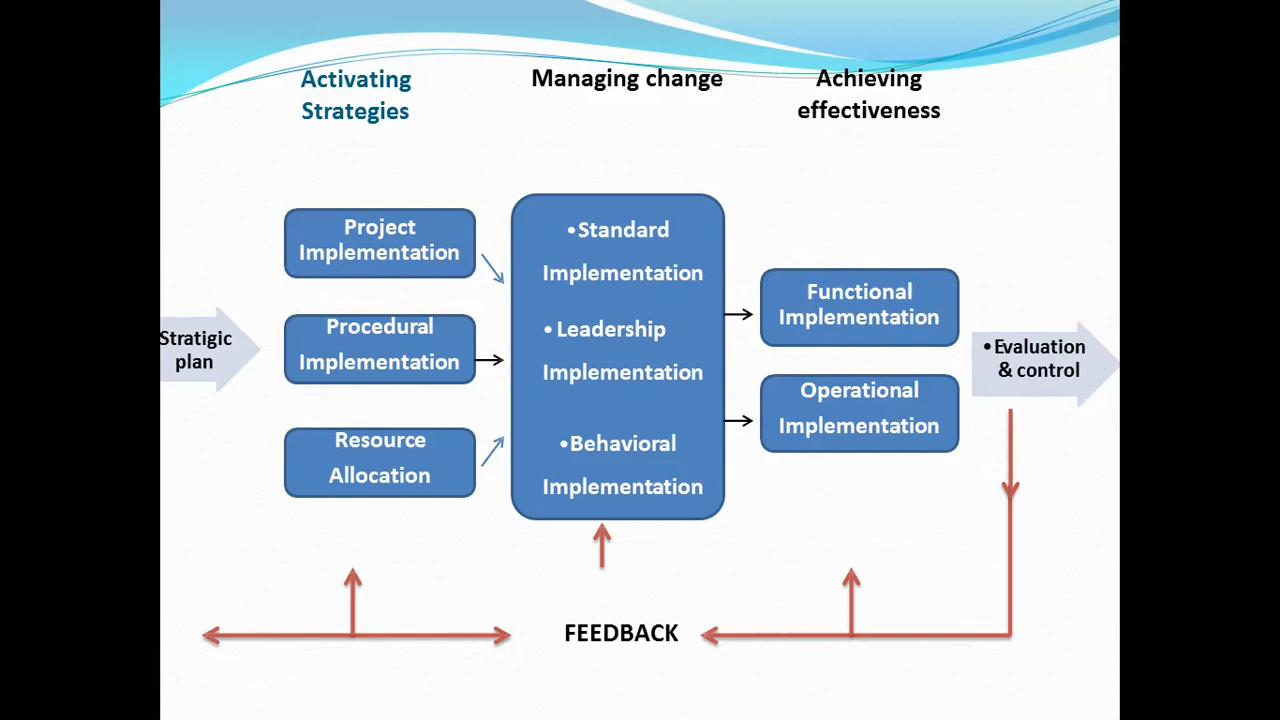 Activating
Strategies
Managing change
Achieving
effectiveness
Stratigic
plan
Project
Implementation
Procedural
Implementation
Resource
Allocation
•Standard
Implementation
• Leadership
Implementation
•Behavioral
Implementation
Functional
Implementation
Operational
Implementation
•Evaluation
& control
FEEDBACK